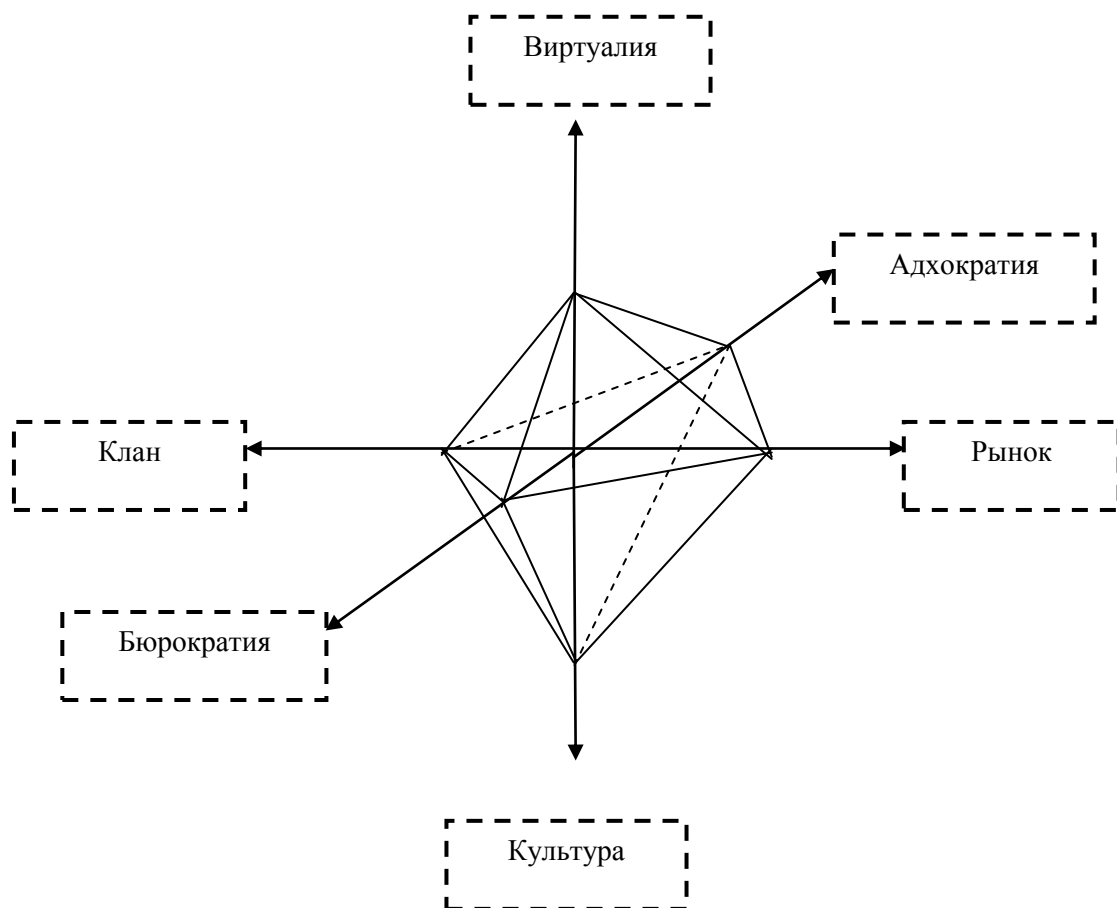 Виртуалия
Адхократия
Клан
Рынок
Бюрократия
Культура